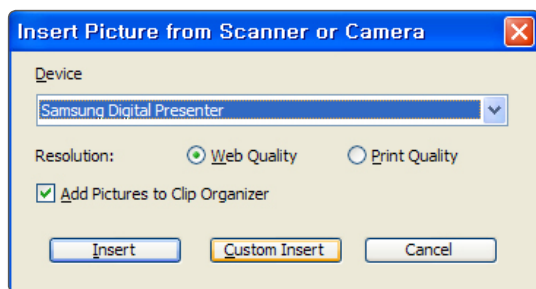 Insert Picture from Scanner or Camera
Device
Samsung Digital Presenter
Resolution: Web Quality Print Quality
Add Pictures to Clip Organizer
Insert Custom Insert Cancel